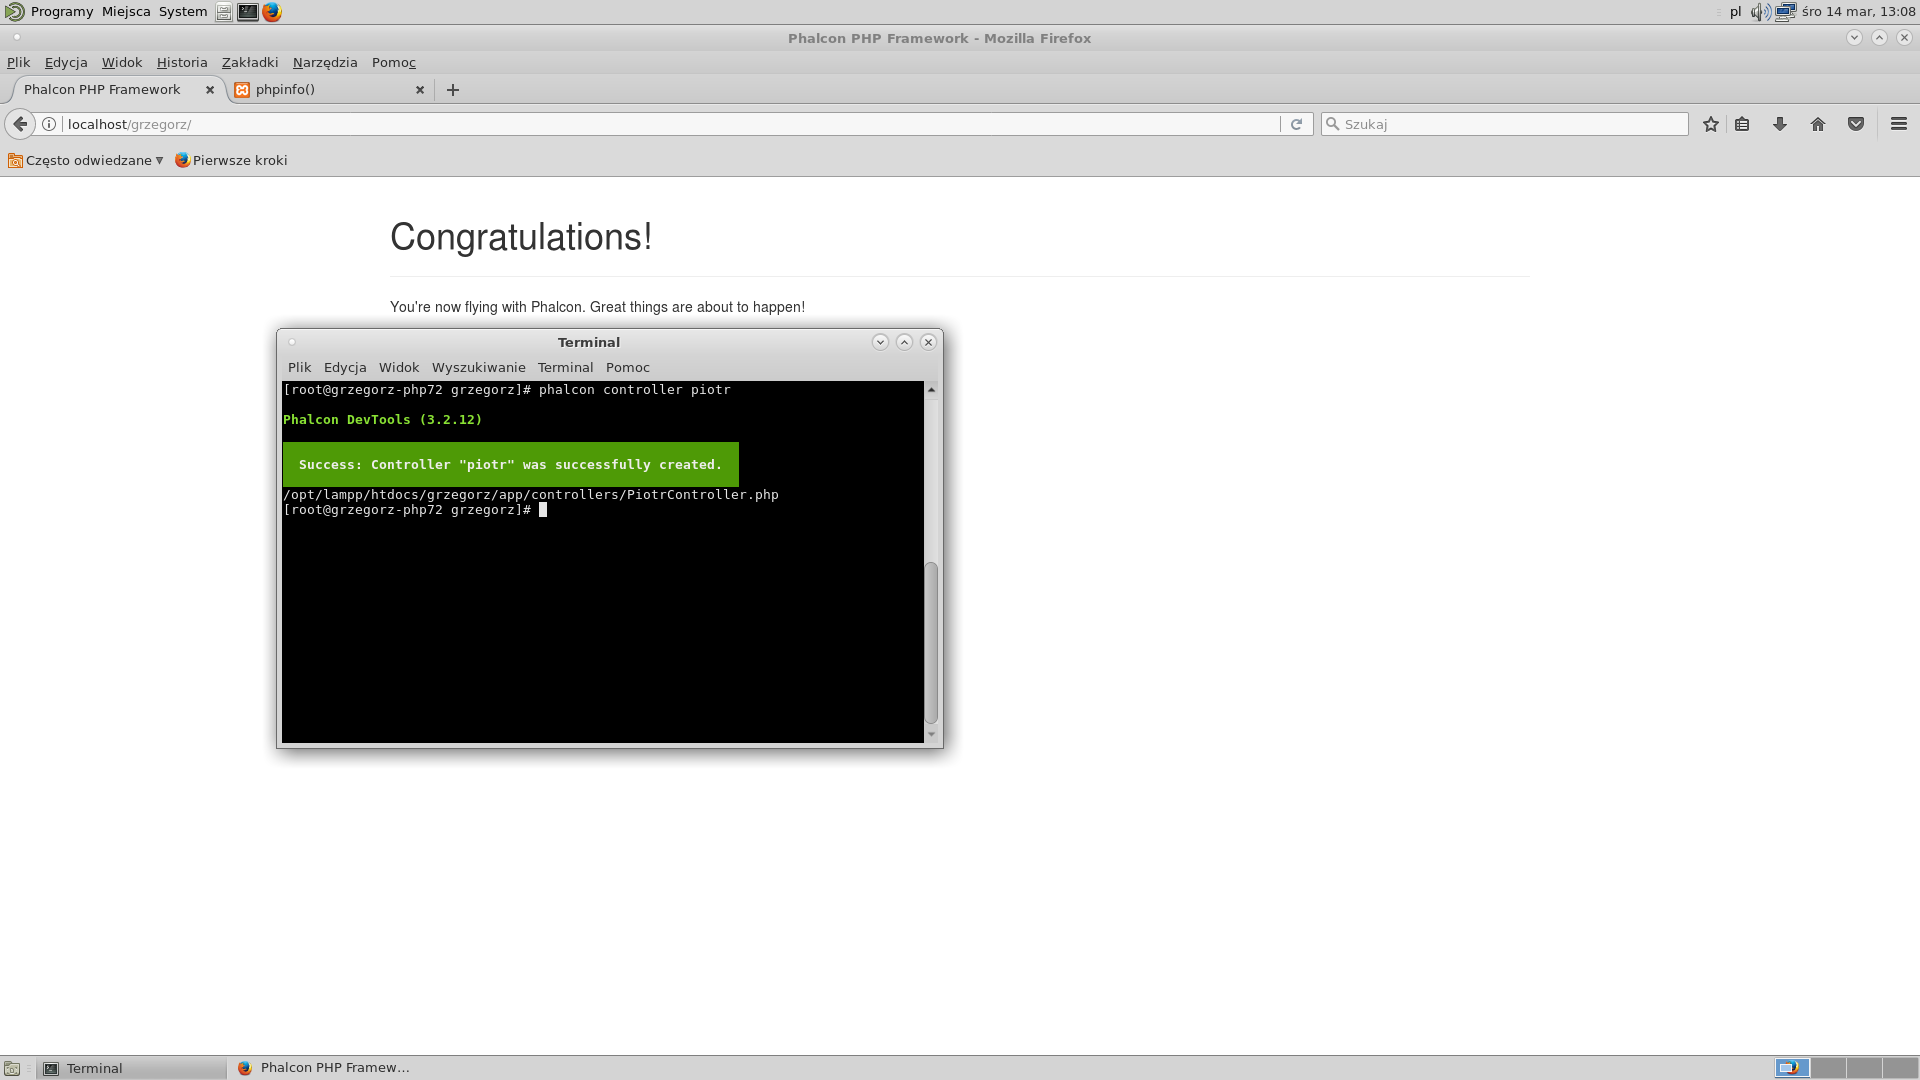 Programy Miejsca System
pl śro 14 mar, 13:08
Phalcon PHP Framework - Mozilla Firefox
Plik Edycja Widok Historia Zakładki Narzędzia Pomoc
Phalcon PHP Framework phpinfo()
localhost/grzegorz/ Szukaj
Często odwiedzane Pierwsze kroki
Congratulations!
You're now flying with Phalcon. Great things are about to happen!
Terminal
Plik Edycja Widok Wyszukiwanie Terminal Pomoc
[root@grzegorz-php72 grzegorz]# phalcon controller piotr
Phalcon DevTools (3.2.12)
Success: Controller "piotr" was successfully created.
/opt/lampp/htdocs/grzegorz/app/controllers/PiotrController.php
[root@grzegorz-php72 grzegorz]#
Terminal Phalcon PHP Framew...